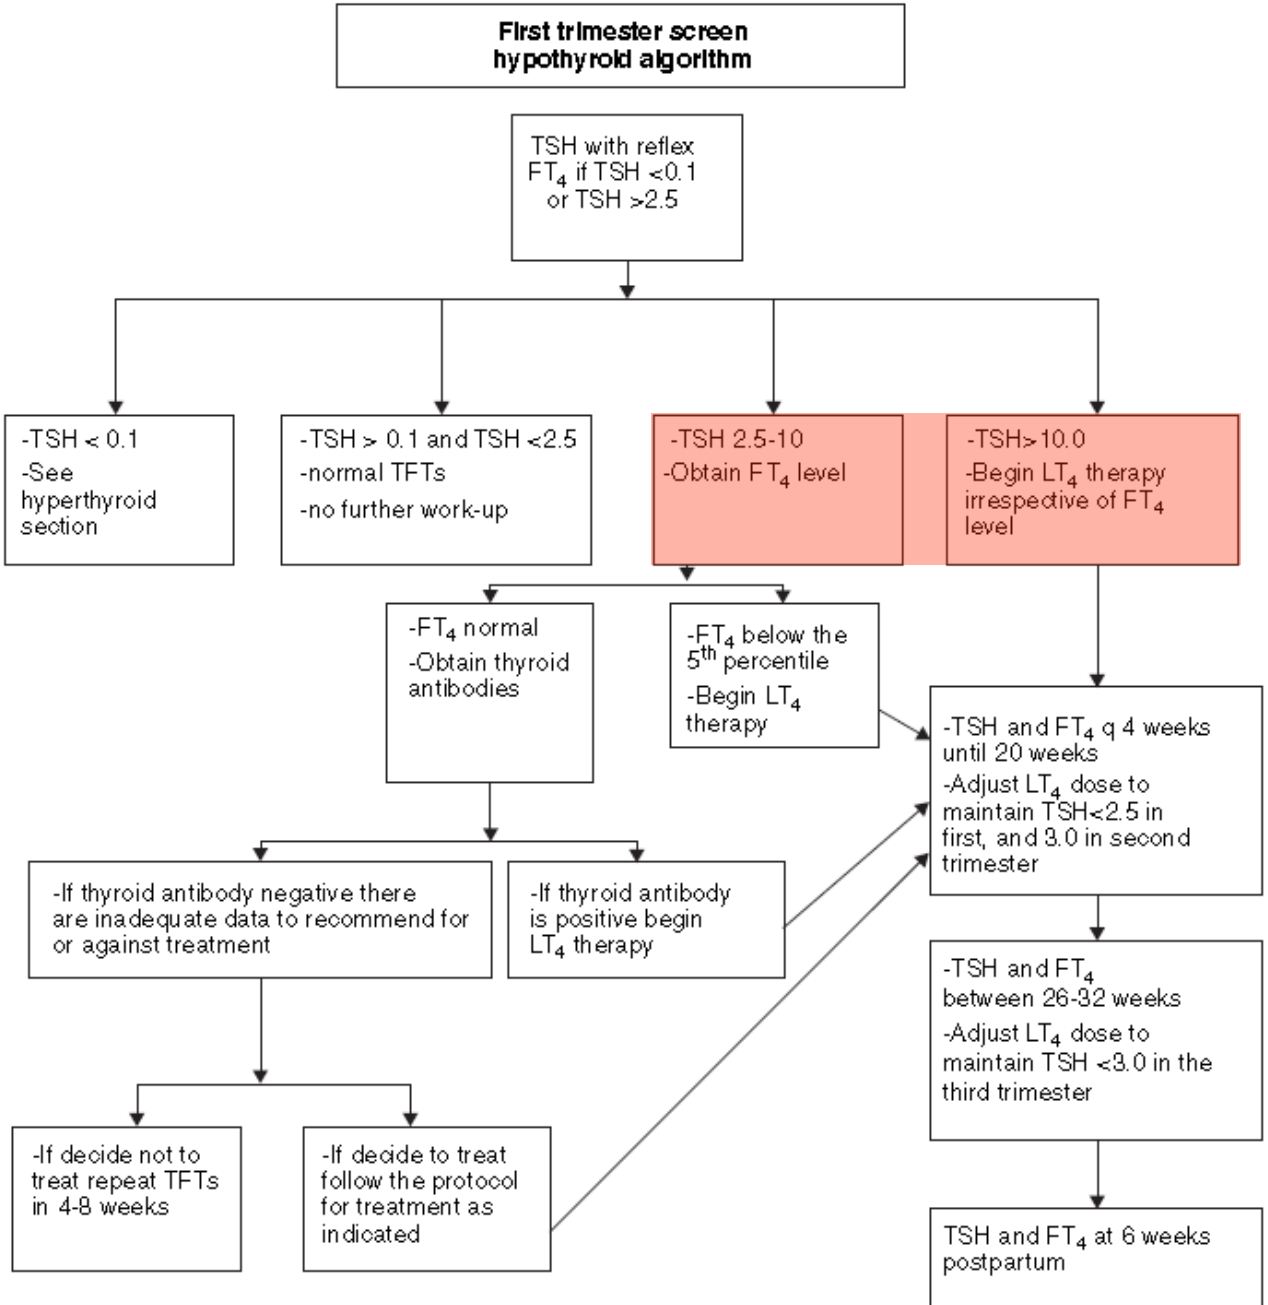 First trimester screen
hypothyroid algorithm
TSH with reflex
FT4 if TSH <0.1
or TSH >2.5
-TSH < 0.1
-See
hyperthyroid
section
-TSH > 0.1 and TSH <2.5
-normal TFTs
-no further work-up
-TSH 2.5-10
-Obtain FT4 level
-TSH>10.0
-Begin LT4 therapy
irrespective of FT4
level
-FT4 normal
-Obtain thyroid
antibodies
-FT4 below the
5th percentile
-Begin LT4
therapy
-TSH and FT4 q 4 weeks
until 20 weeks
-Adjust LT4 dose to
maintain TSH<2.5 in
first, and 3.0 in second
trimester
-If thyroid antibody negative there
are inadequate data to recommend for
or against treatment
-If thyroid antibody
is positive begin
LT4 therapy
-TSH and FT4
between 26-32 weeks
-Adjust LT4 dose to
maintain TSH <3.0 in the
third trimester
-If decide not to
treat repeat TFTs
in 4-8 weeks
-If decide to treat
follow the protocol
for treatment as
indicated
TSH and FT4 at 6 weeks
postpartum